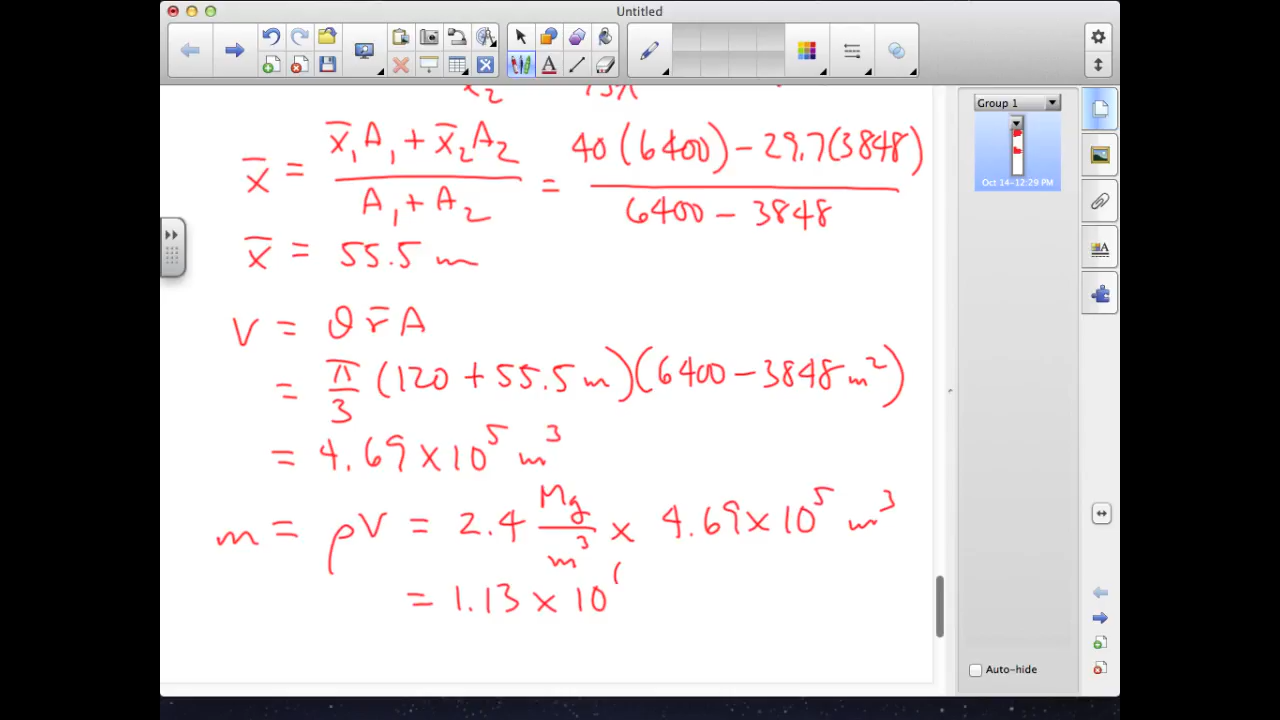 Untitled
x̄ = (x̄₁A₁ + x̄₂A₂) / (A₁ + A₂) = (40(6400) − 29.7(3848)) / (6400 − 3848)
x̄ = 55.5 m
V = θ r̄ A
= π/3 (120 + 55.5 m)(6400 − 3848 m²)
= 4.69 × 10⁵ m³
m = ρV = 2.4 Mg/m³ × 4.69 × 10⁵ m³
= 1.13 × 10
Group 1
Oct 14-12:29 PM
Auto-hide